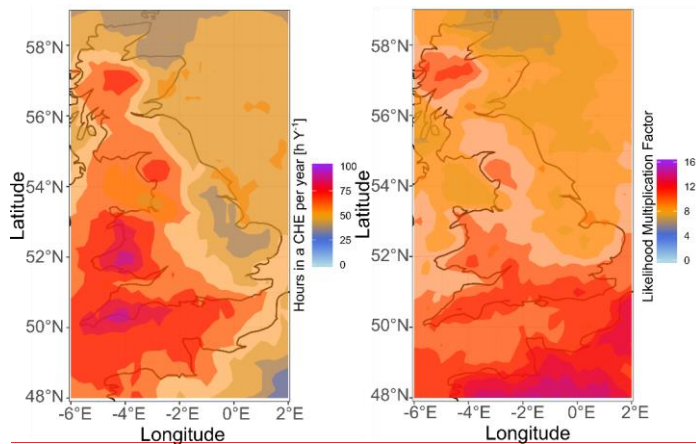 58°N
56°N
54°N
52°N
50°N
48°N
Latitude
-6°E -4°E -2°E 0°E 2°E
Longitude
Hours in a CHE per year [h Y⁻¹]
100
75
50
25
0
58°N
56°N
54°N
52°N
50°N
48°N
Latitude
-6°E -4°E -2°E 0°E 2°E
Longitude
Likelihood Multiplication Factor
16
12
8
4
0